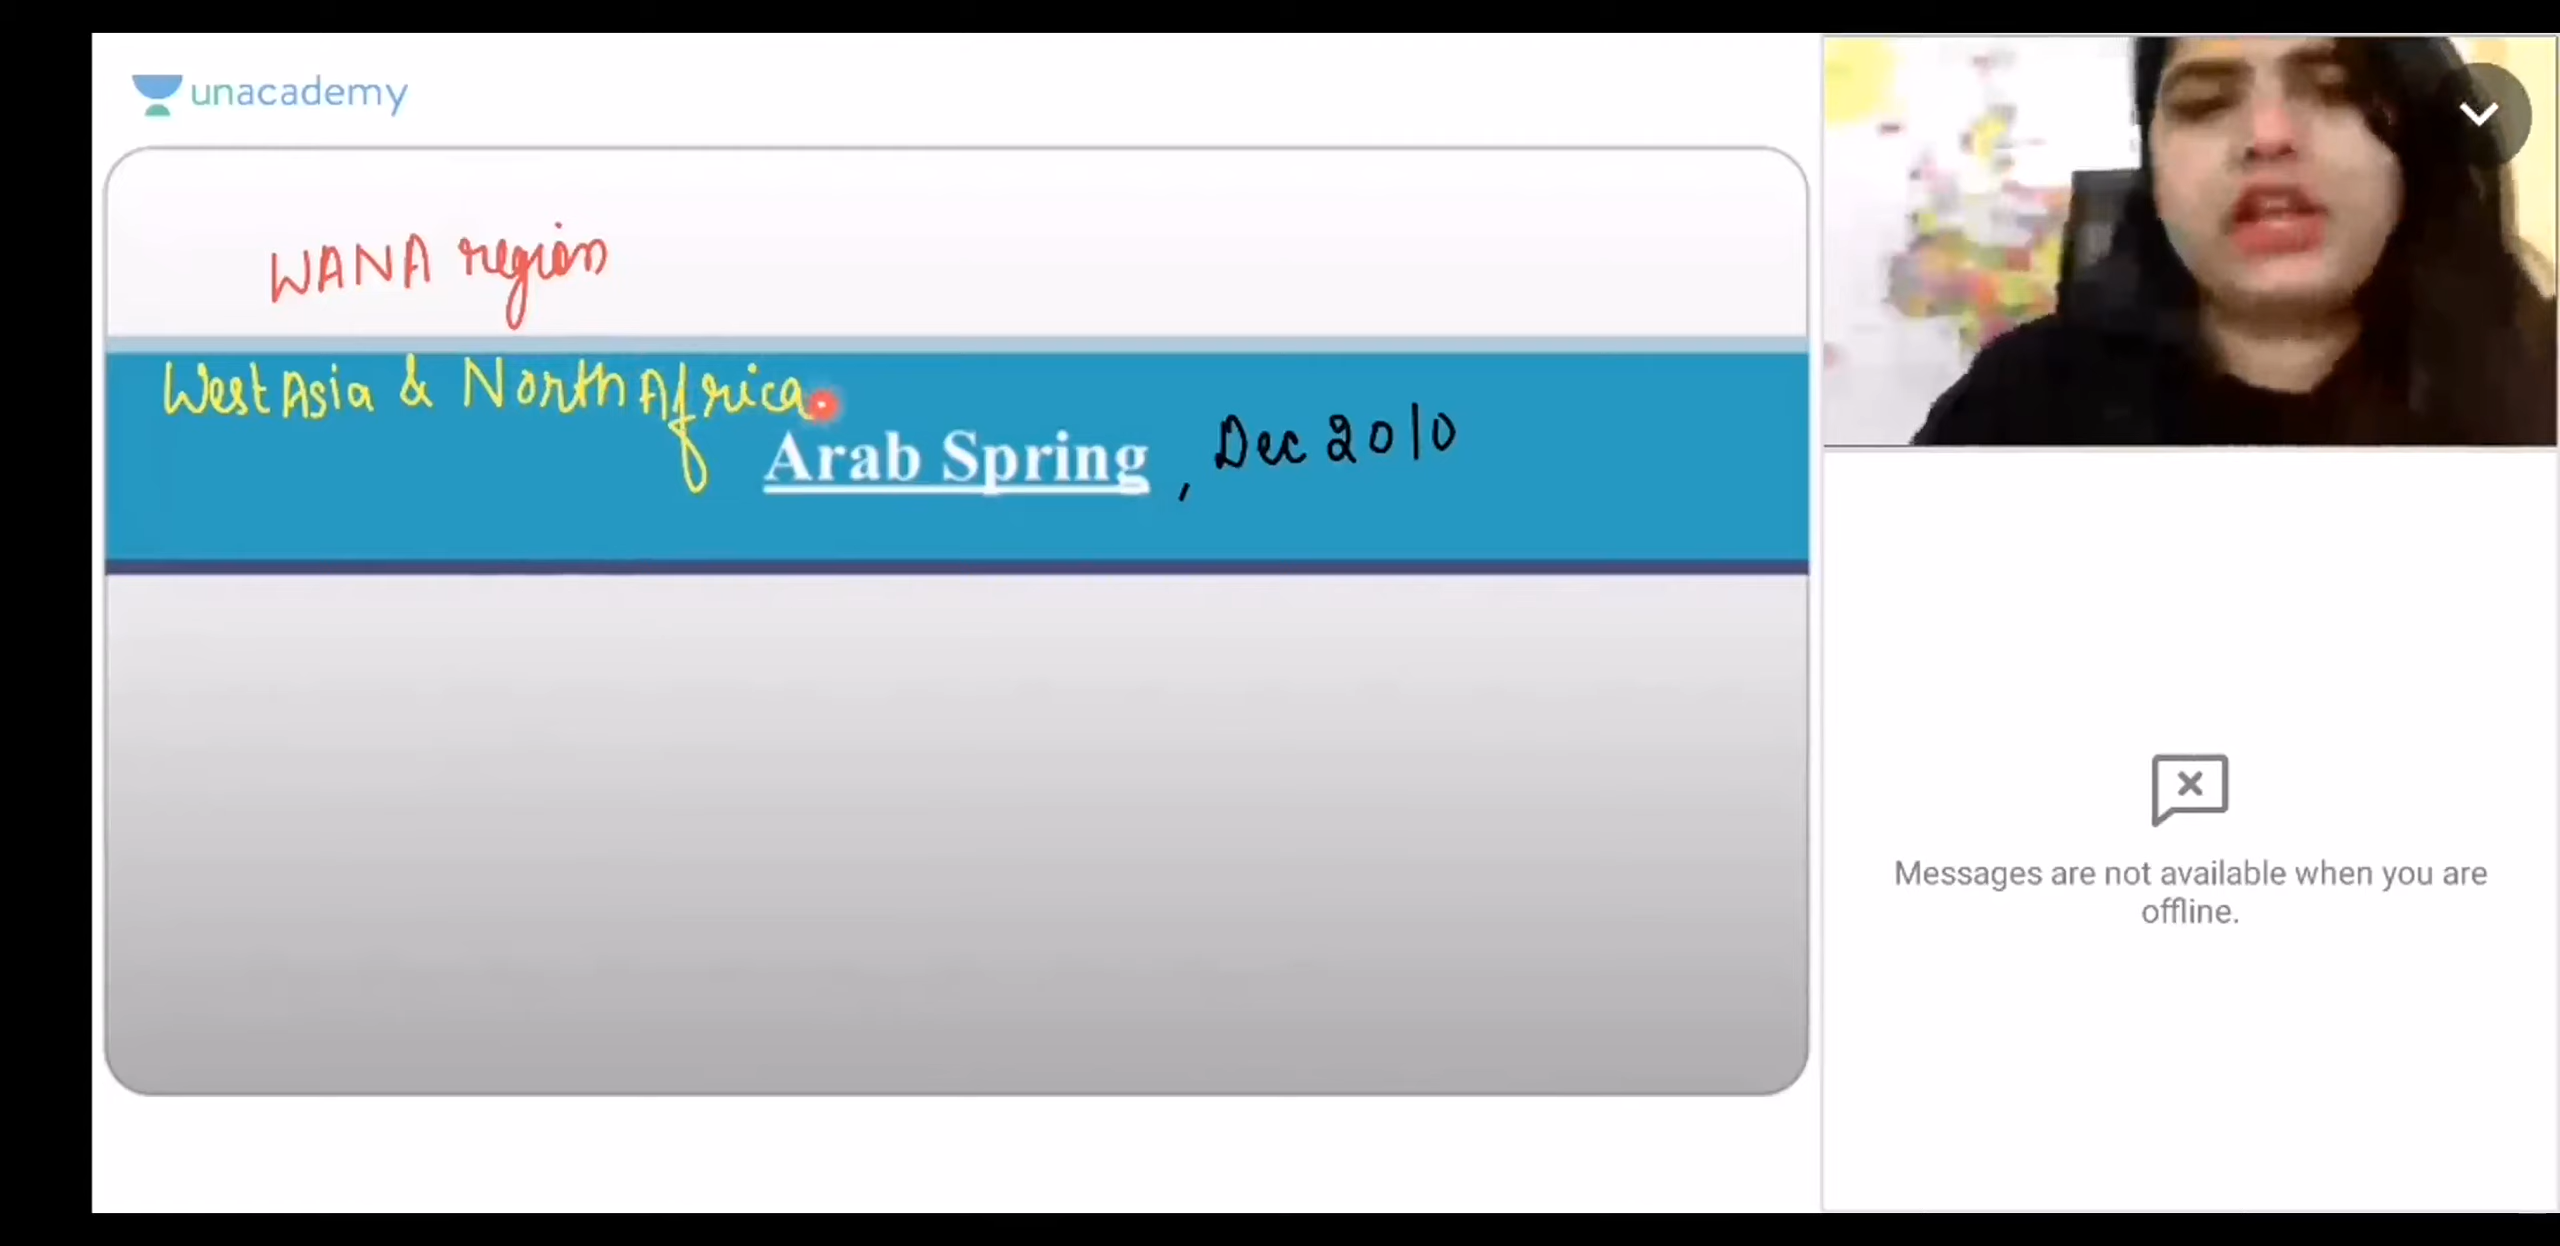 unacademy
WANA region
West Asia & North Africa
Arab Spring, Dec 2010
Messages are not available when you are
offline.